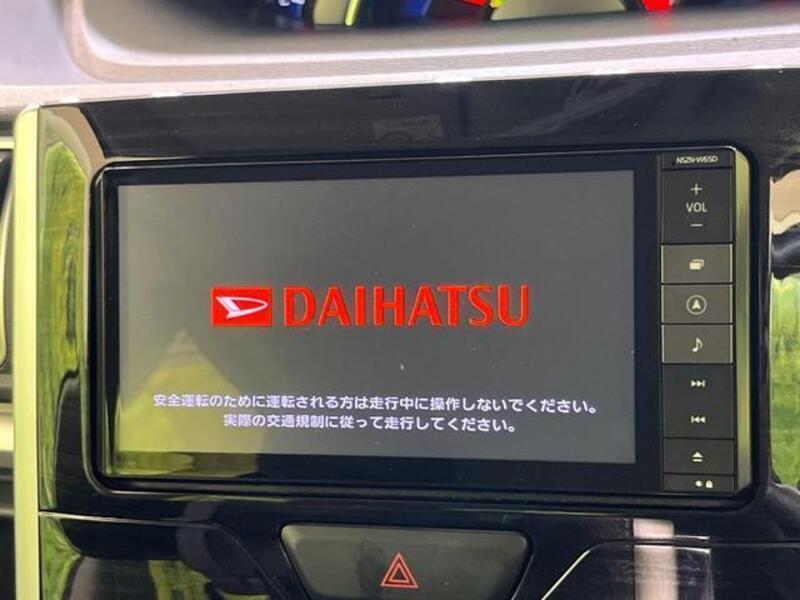 NSZN-W65D
+
VOL
−
DAIHATSU
安全運転のために運転される方は走行中に操作しないでください。
実際の交通規制に従って走行してください。